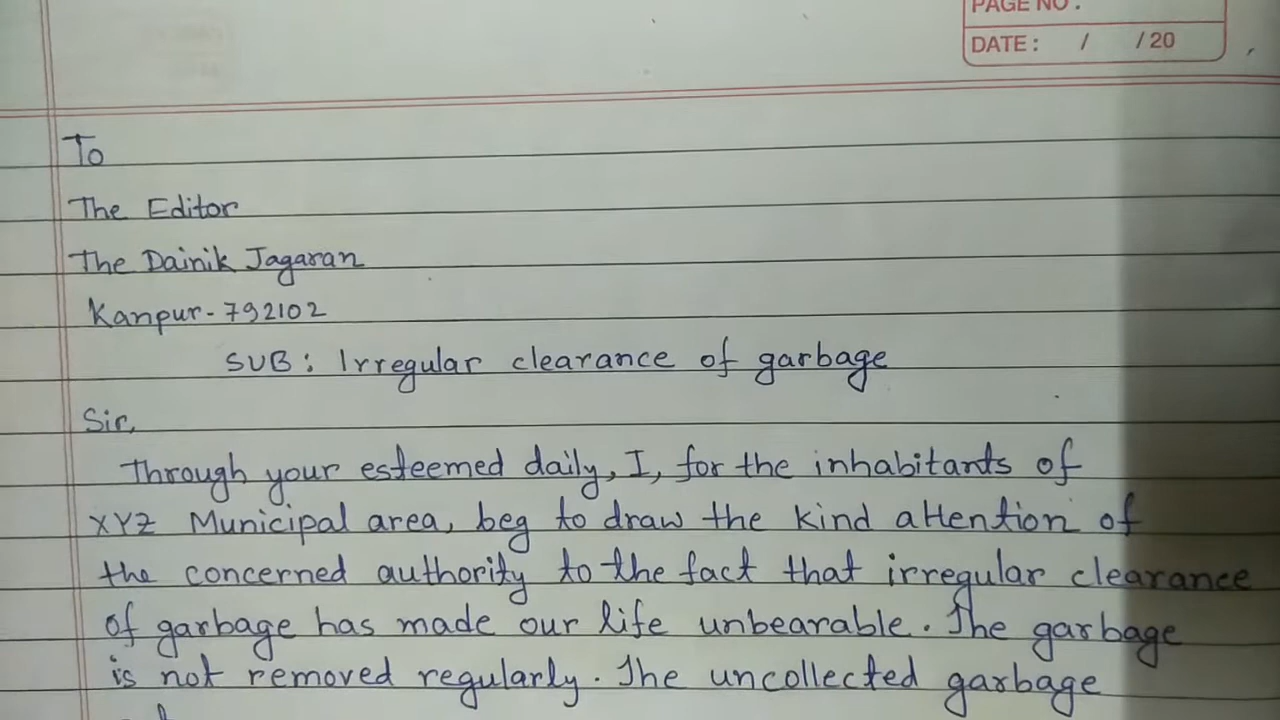 PAGE NO :
DATE : / / 20
To
The Editor
The Dainik Jagaran
Kanpur - 792102
SUB : Irregular clearance of garbage
Sir,
Through your esteemed daily, I, for the inhabitants of
XYZ Municipal area, beg to draw the kind attention of
the concerned authority to the fact that irregular clearance
of garbage has made our life unbearable. The garbage
is not removed regularly. The uncollected garbage